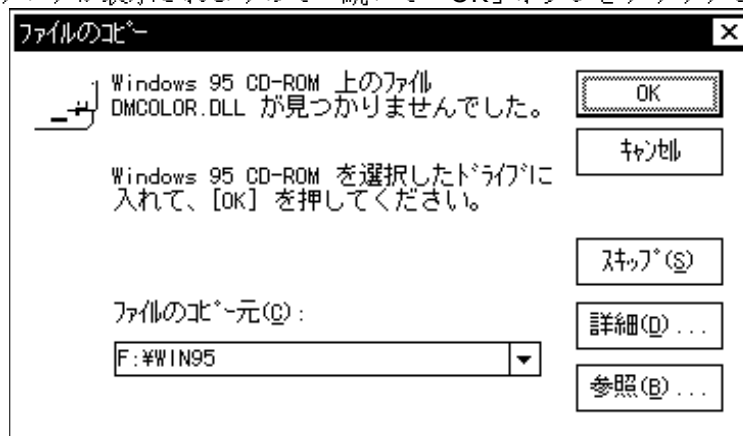 ﾌｧｲﾙのｺﾋﾟｰ
Windows 95 CD-ROM 上のﾌｧｲﾙ
DMCOLOR.DLL が見つかりませんでした。
Windows 95 CD-ROM を選択したﾄﾞﾗｲﾌﾞに
入れて、[OK] を押してください。
ﾌｧｲﾙのｺﾋﾟｰ元(C):
F:¥WIN95
OK
ｷｬﾝｾﾙ
ｽｷｯﾌﾟ(S)
詳細(D)...
参照(B)...